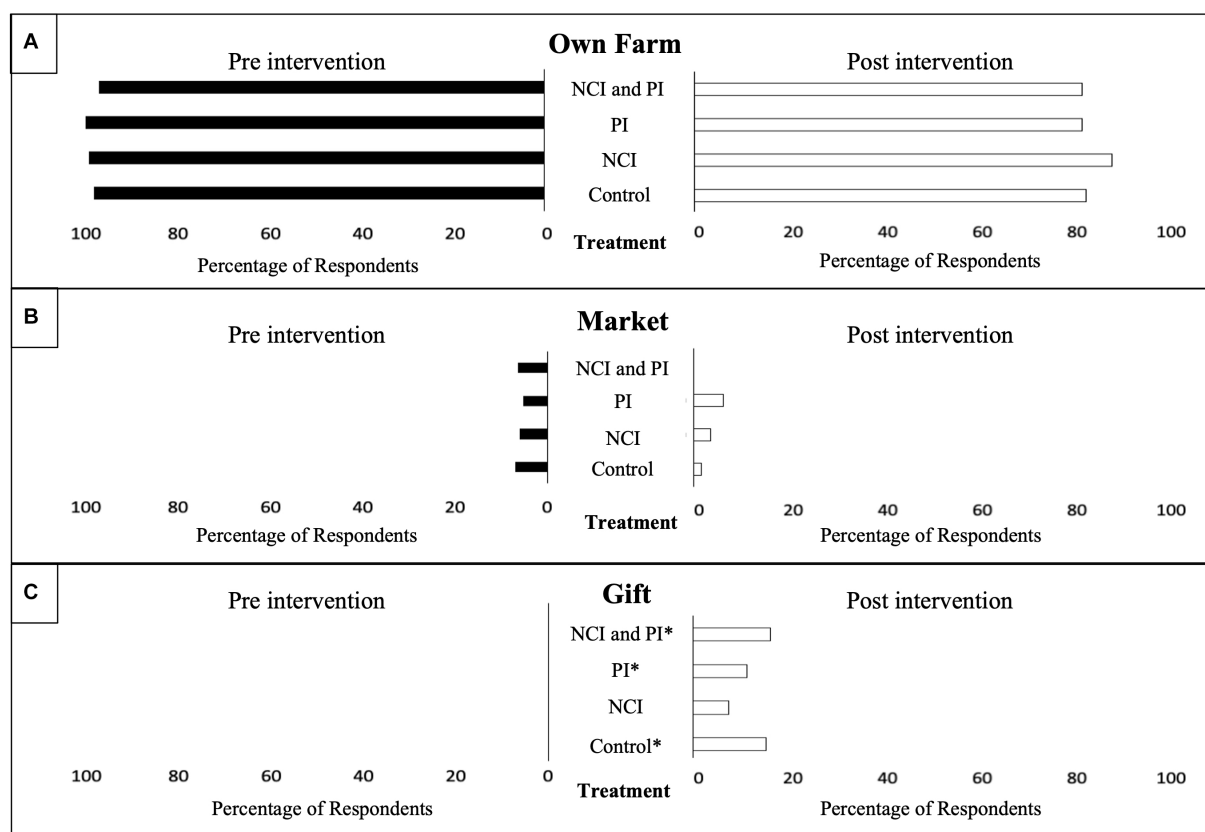 A
Own Farm
Pre intervention
Post intervention
NCI and PI
PI
NCI
Control
100 80 60 40 20 0
Treatment
0 20 40 60 80 100
Percentage of Respondents
Percentage of Respondents
B
Market
Pre intervention
Post intervention
NCI and PI
PI
NCI
Control
100 80 60 40 20 0
Treatment
0 20 40 60 80 100
Percentage of Respondents
Percentage of Respondents
C
Gift
Pre intervention
Post intervention
NCI and PI*
PI*
NCI
Control*
100 80 60 40 20 0
Treatment
0 20 40 60 80 100
Percentage of Respondents
Percentage of Respondents